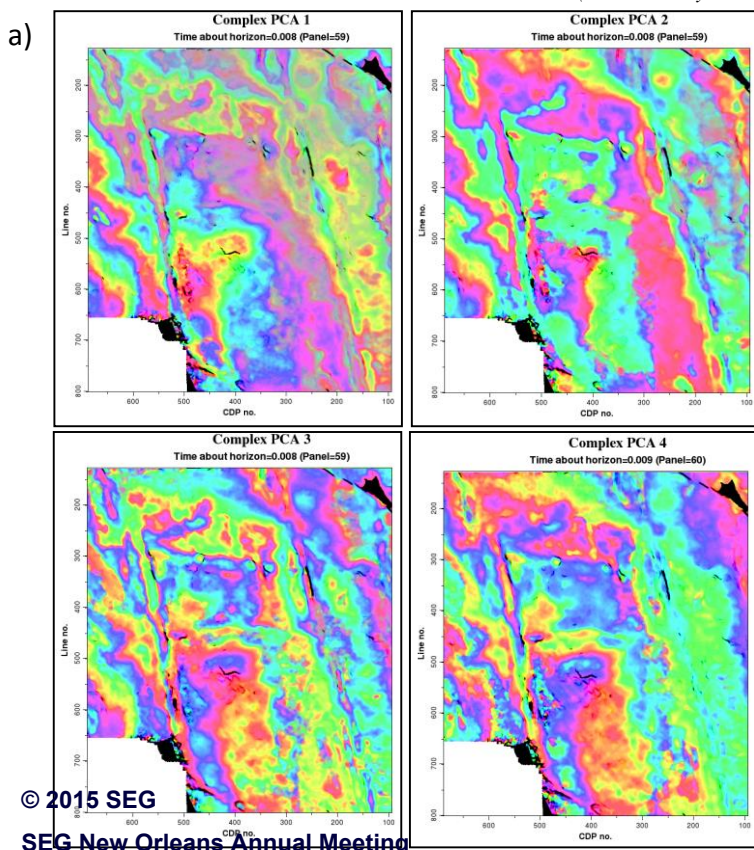 a)
Complex PCA 1
Time about horizon=0.008 (Panel=59)
Line no.
200
300
400
500
600
700
800
600
500
400
300
200
100
CDP no.
Complex PCA 2
Time about horizon=0.008 (Panel=59)
Line no.
200
300
400
500
600
700
800
600
500
400
300
200
100
CDP no.
Complex PCA 3
Time about horizon=0.008 (Panel=59)
Line no.
200
300
400
500
600
700
800
300
200
100
CDP no.
Complex PCA 4
Time about horizon=0.009 (Panel=60)
Line no.
200
300
400
500
600
700
800
600
500
400
300
200
100
CDP no.
© 2015 SEG
SEG New Orleans Annual Meeting